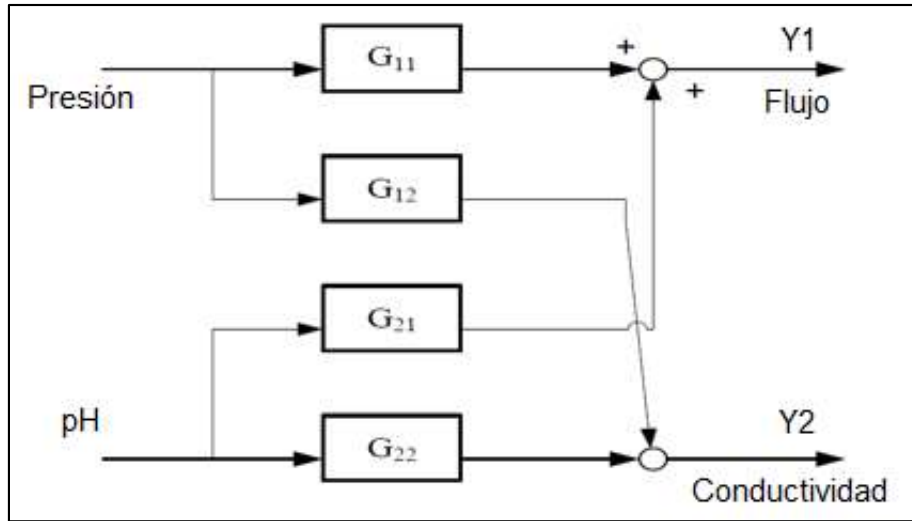 G11
+
Y1
Presión
+
Flujo
G12
G21
pH
G22
Y2
Conductividad